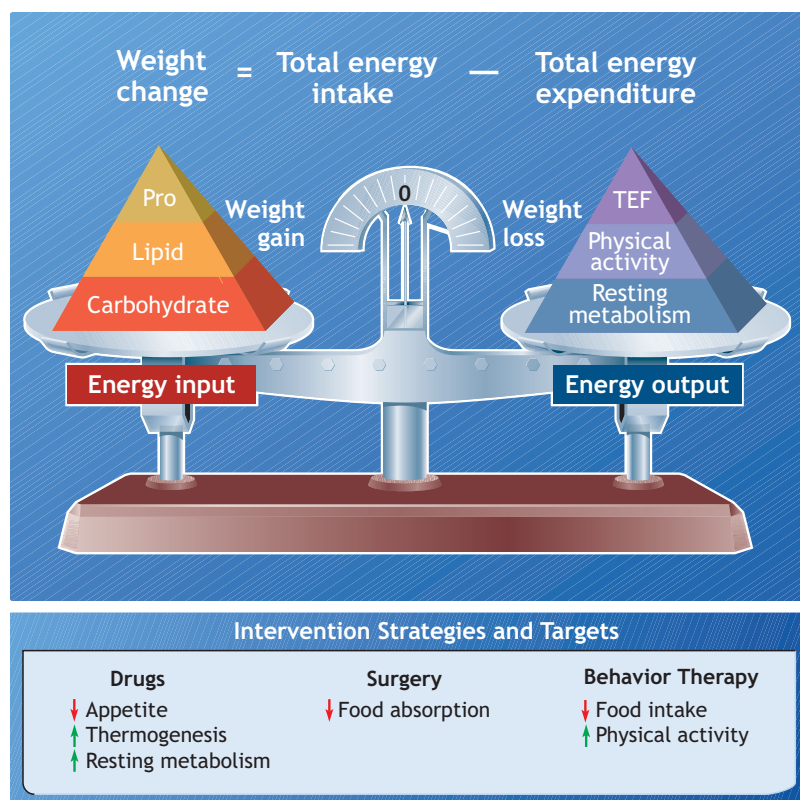 Weight change = Total energy intake — Total energy expenditure
0
Pro
Lipid
Carbohydrate
Weight
gain
Weight
loss
TEF
Physical
activity
Resting
metabolism
Energy input
Energy output
Intervention Strategies and Targets
Drugs
↓ Appetite
↑ Thermogenesis
↑ Resting metabolism
Surgery
↓ Food absorption
Behavior Therapy
↓ Food intake
↑ Physical activity